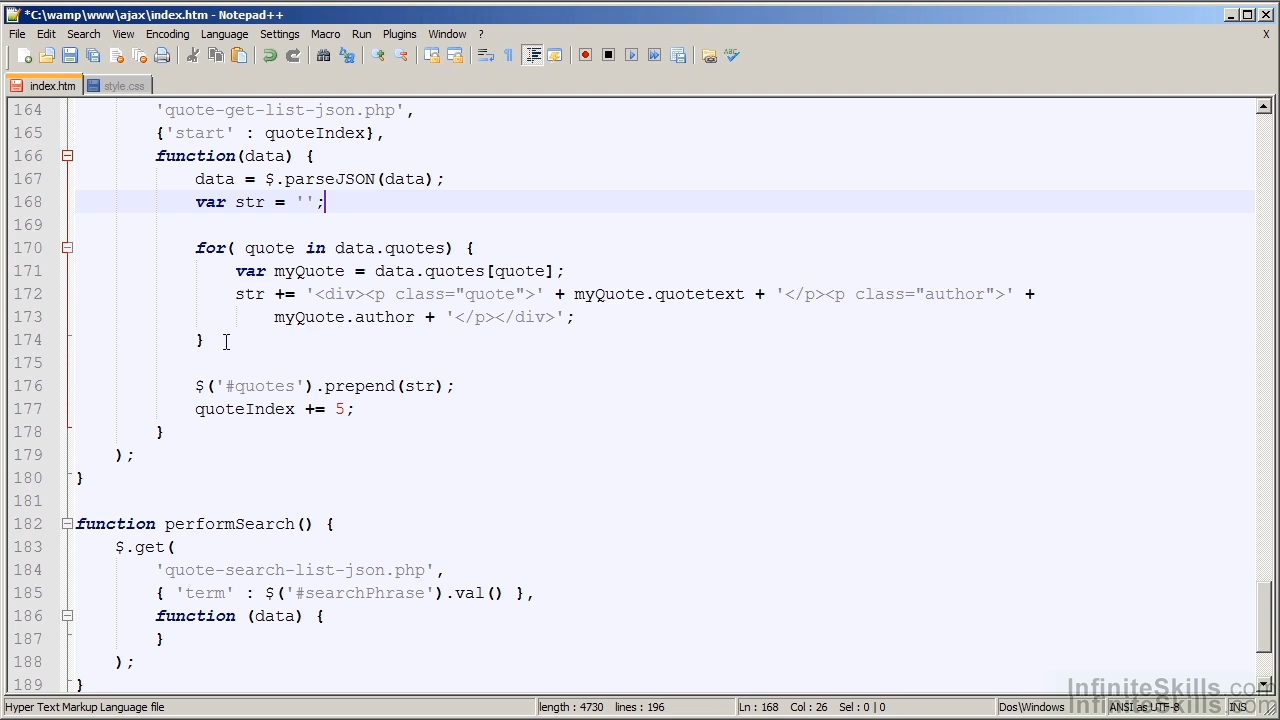 *C:\wamp\www\ajax\index.htm - Notepad++
File Edit Search View Encoding Language Settings Macro Run Plugins Window ? X
index.htm style.css
164 'quote-get-list-json.php',
165 {'start' : quoteIndex},
166 function(data) {
167 data = $.parseJSON(data);
168 var str = '';
169
170 for( quote in data.quotes) {
171 var myQuote = data.quotes[quote];
172 str += '<div><p class="quote">' + myQuote.quotetext + '</p><p class="author">' +
173 myQuote.author + '</p></div>';
174 }
175
176 $('#quotes').prepend(str);
177 quoteIndex += 5;
178 }
179 );
180 }
181
182 function performSearch() {
183 $.get(
184 'quote-search-list-json.php',
185 { 'term' : $('#searchPhrase').val() },
186 function (data) {
187 }
188 );
189 }
InfiniteSkills.com
Hyper Text Markup Language file length : 4730 lines : 196 Ln : 168 Col : 26 Sel : 0 | 0 Dos\Windows ANSI as UTF-8 INS
InfiniteSkills.com